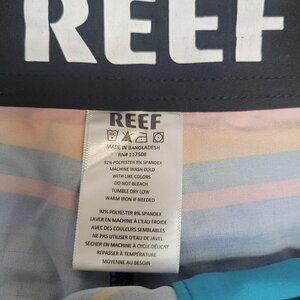 REEF
REEF
MADE IN BANGLADESH
RN# 117508
92% POLYESTER 8% SPANDEX
MACHINE WASH COLD
WITH LIKE COLORS
DO NOT BLEACH
TUMBLE DRY LOW
WARM IRON IF NEEDED
92% POLYESTER 8% SPANDEX
LAVER EN MACHINE À L'EAU FROIDE
AVEC DES COULEURS SEMBLABLES
NE PAS UTILISER D'EAU DE JAVEL
SÉCHER EN MACHINE À CYCLE DÉLICAT
REPASSER À TEMPÉRATURE
MOYENNE AU BESOIN